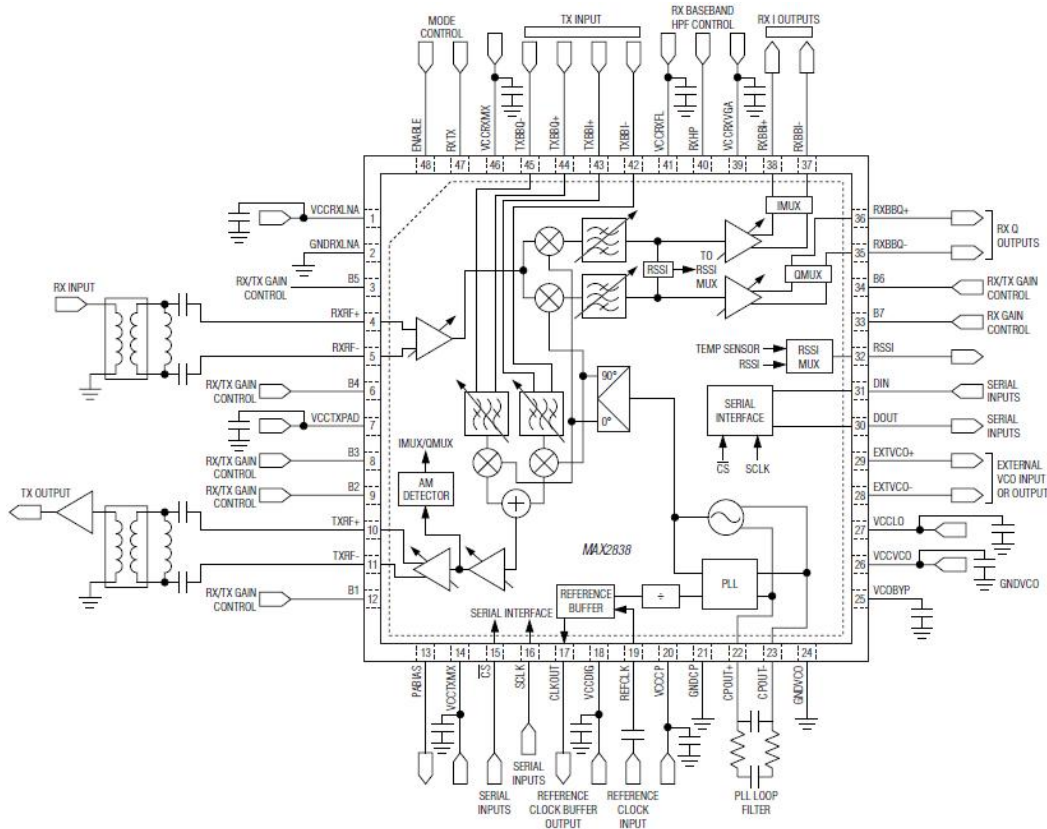 MODE
CONTROL
TX INPUT
RX BASEBAND
HPF CONTROL
RX I OUTPUTS
ENABLE
RXTX
VCCRXMX
TXBBQ-
TXBBQ+
TXBBI+
TXBBI-
VCCRXFL
RXHP
VCCRXVGA
RXBBI+
RXBBI-
48
47
46
45
44
43
42
41
40
39
38
37
VCCRXLNA
1
GNDRXLNA
2
RX/TX GAIN
CONTROL
B5
3
RX INPUT
RXRF+
4
RXRF-
5
RX/TX GAIN
CONTROL
B4
6
VCCTXPAD
7
RX/TX GAIN
CONTROL
B3
8
RX/TX GAIN
CONTROL
B2
9
TX OUTPUT
TXRF+
10
TXRF-
11
RX/TX GAIN
CONTROL
B1
12
IMUX
QMUX
RSSI
TO
RSSI
MUX
90°
0°
TEMP SENSOR
RSSI
RSSI
MUX
SERIAL
INTERFACE
CS
SCLK
IMUX/QMUX
AM
DETECTOR
MAX2838
PLL
REFERENCE
BUFFER
÷
SERIAL INTERFACE
36
RXBBQ+
35
RXBBQ-
RX Q
OUTPUTS
34
B6
RX/TX GAIN
CONTROL
33
B7
RX GAIN
CONTROL
32
RSSI
31
DIN
SERIAL
INPUTS
30
DOUT
SERIAL
INPUTS
29
EXTVCO+
28
EXTVCO-
EXTERNAL
VCO INPUT
OR OUTPUT
27
VCCLO
26
VCCVCO
GNDVCO
25
VCOBYP
13
14
15
16
17
18
19
20
21
22
23
24
PABIAS
VCCTXMX
CS
SCLK
CLKOUT
VCCDIG
REFCLK
VCCCP
GNDCP
CPOUT+
CPOUT-
GNDVCO
SERIAL
INPUTS
SERIAL
INPUTS
REFERENCE
CLOCK BUFFER
OUTPUT
REFERENCE
CLOCK
INPUT
PLL LOOP
FILTER